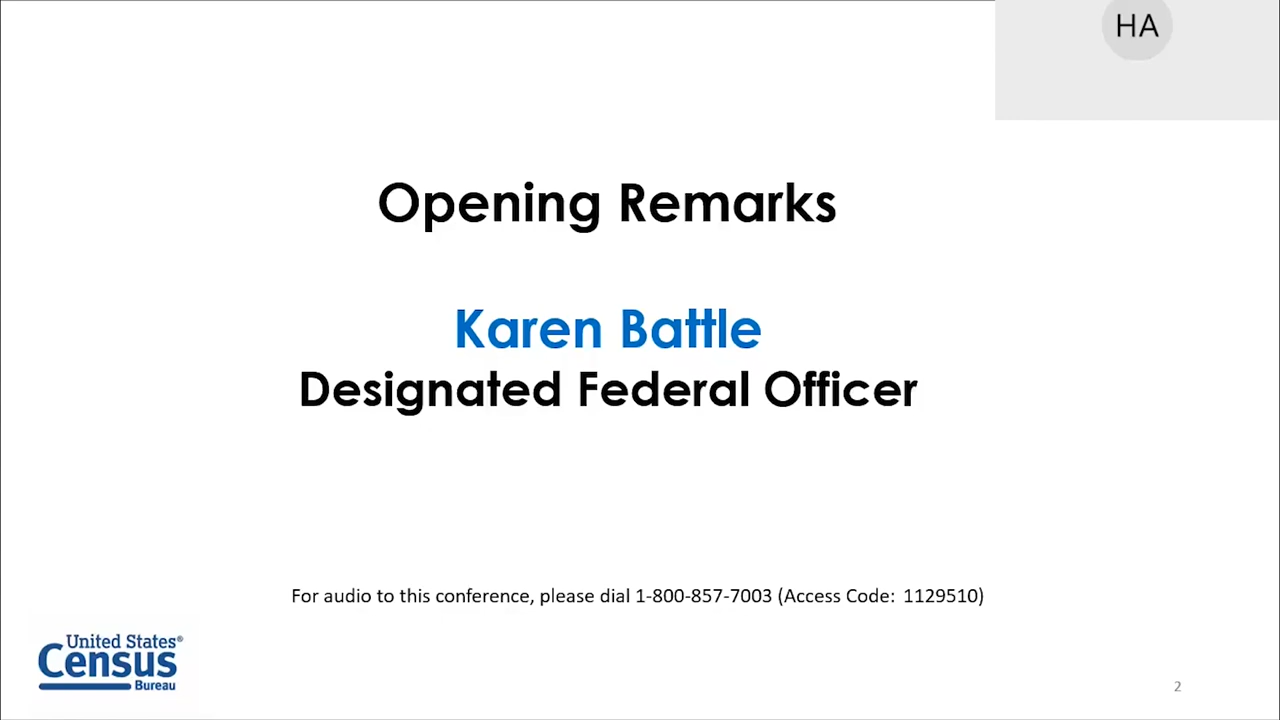 HA
Opening Remarks
Karen Battle
Designated Federal Officer
For audio to this conference, please dial 1-800-857-7003 (Access Code: 1129510)
United States®
Census
Bureau
2